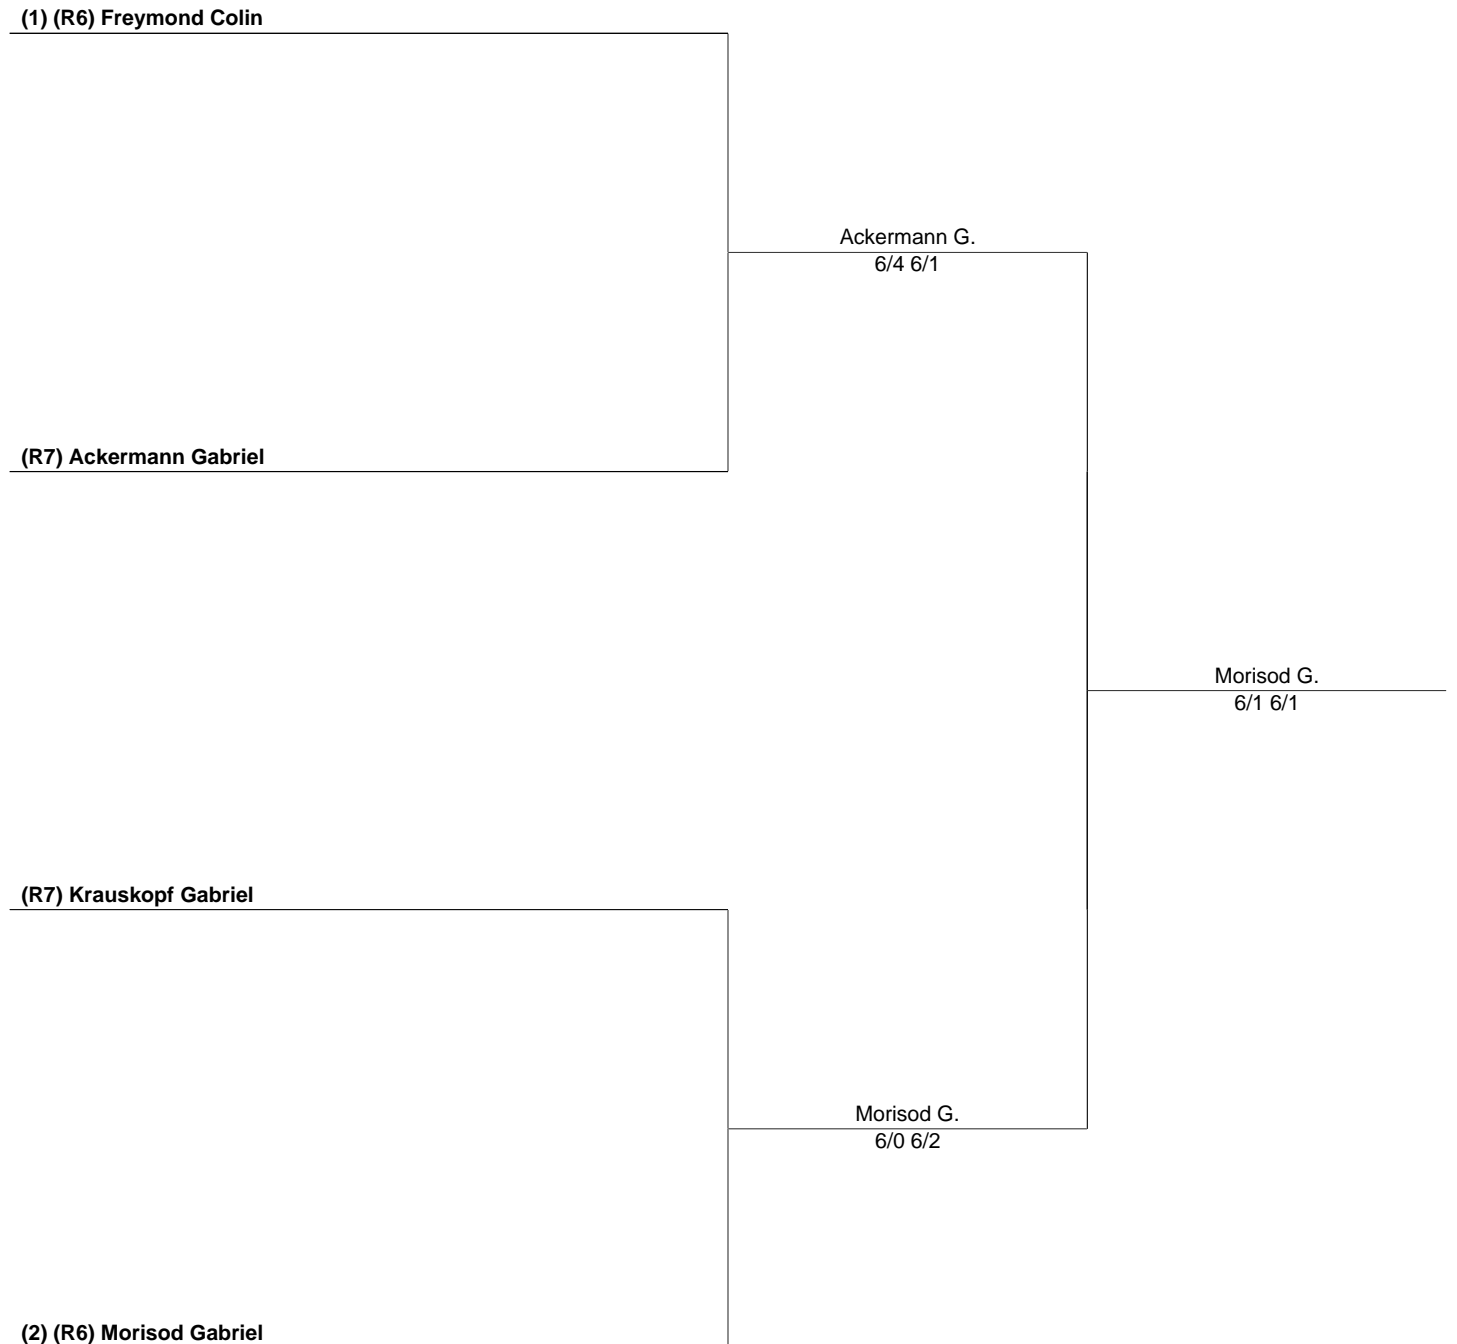 (1) (R6) Freymond Colin
Ackermann G.
6/4 6/1
(R7) Ackermann Gabriel
Morisod G.
6/1 6/1
(R7) Krauskopf Gabriel
Morisod G.
6/0 6/2
(2) (R6) Morisod Gabriel